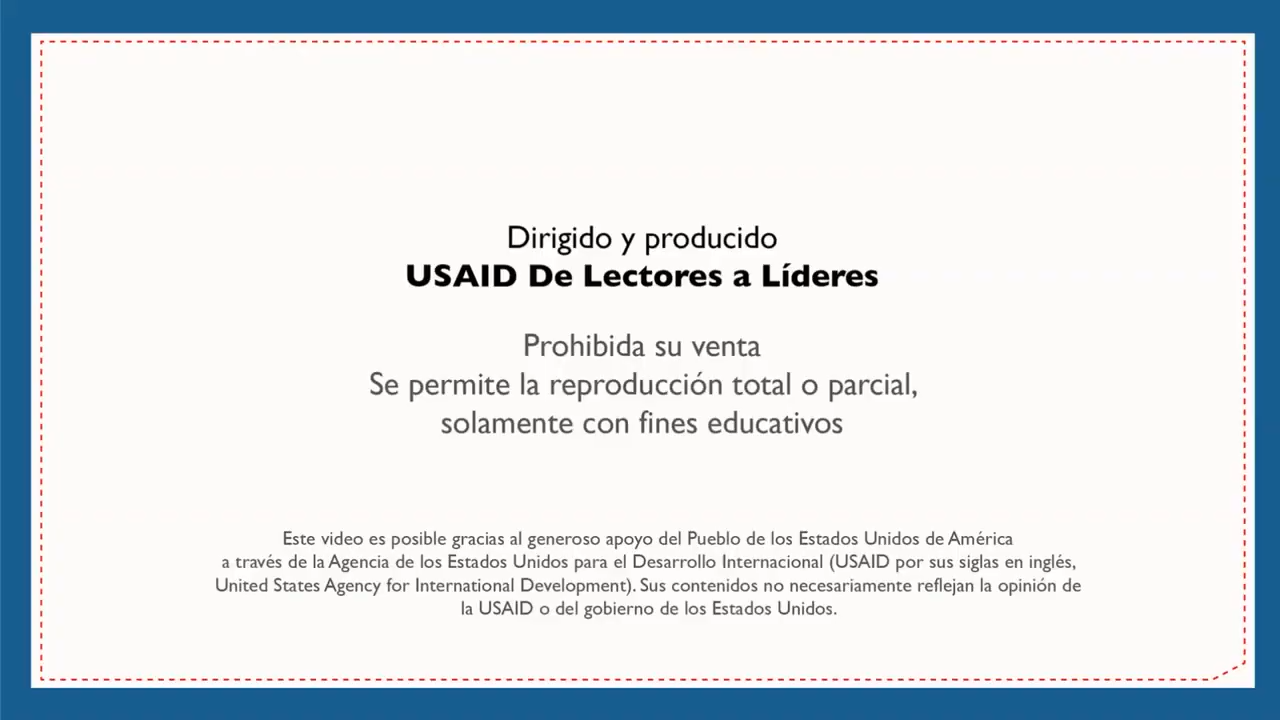 Dirigido y producido
USAID De Lectores a Líderes
Prohibida su venta
Se permite la reproducción total o parcial,
solamente con fines educativos
Este video es posible gracias al generoso apoyo del Pueblo de los Estados Unidos de América
a través de la Agencia de los Estados Unidos para el Desarrollo Internacional (USAID por sus siglas en inglés,
United States Agency for International Development). Sus contenidos no necesariamente reflejan la opinión de
la USAID o del gobierno de los Estados Unidos.